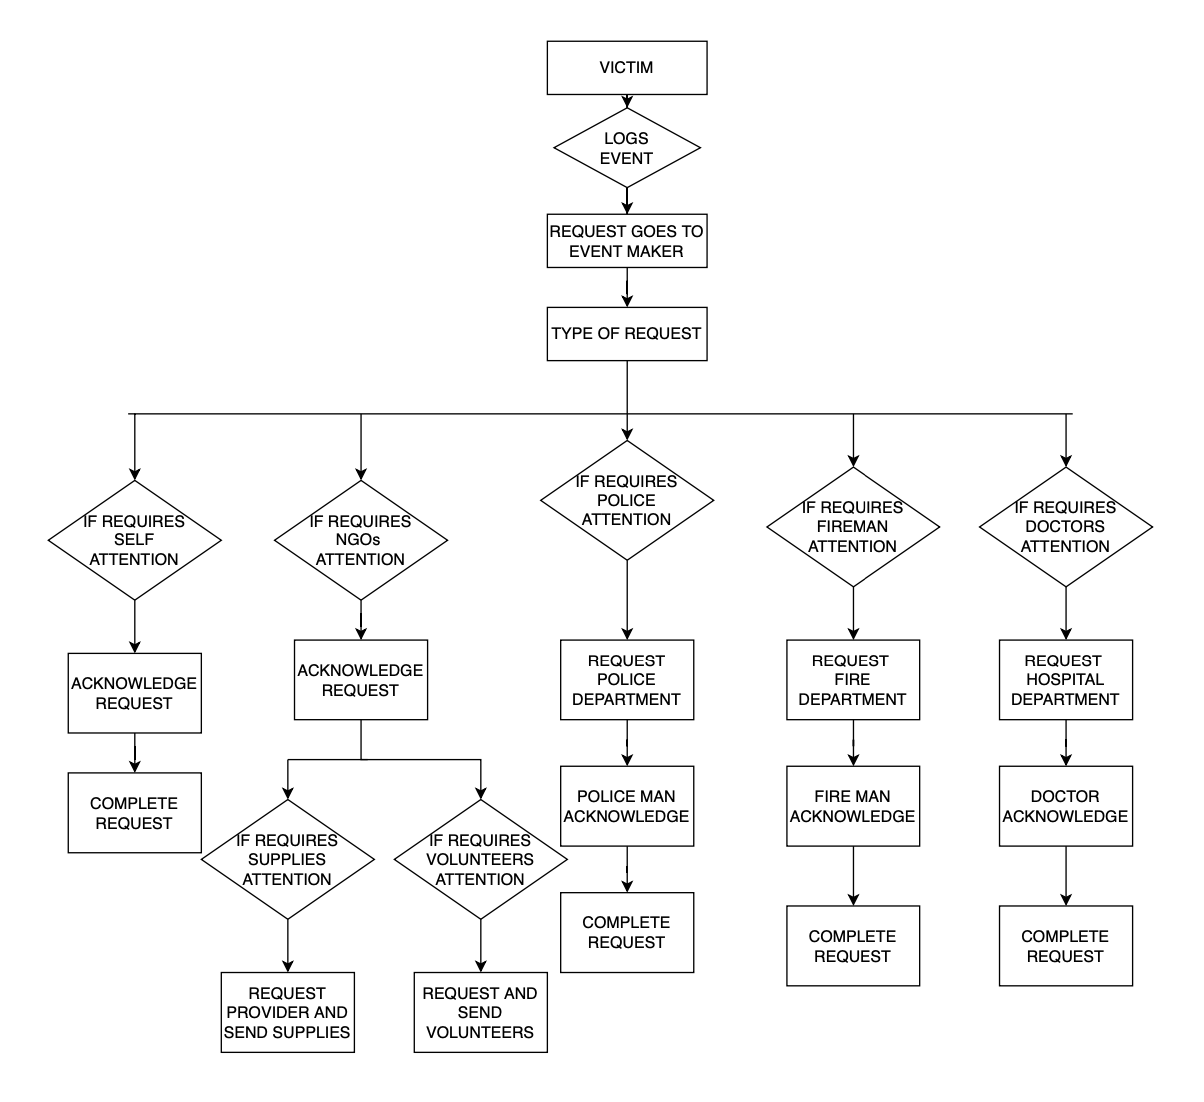 VICTIM
LOGS
EVENT
REQUEST GOES TO
EVENT MAKER
TYPE OF REQUEST
IF REQUIRES
SELF
ATTENTION
ACKNOWLEDGE
REQUEST
COMPLETE
REQUEST
IF REQUIRES
NGOs
ATTENTION
ACKNOWLEDGE
REQUEST
IF REQUIRES
SUPPLIES
ATTENTION
REQUEST
PROVIDER AND
SEND SUPPLIES
IF REQUIRES
VOLUNTEERS
ATTENTION
REQUEST AND
SEND
VOLUNTEERS
IF REQUIRES
POLICE
ATTENTION
REQUEST
POLICE
DEPARTMENT
POLICE MAN
ACKNOWLEDGE
COMPLETE
REQUEST
IF REQUIRES
FIREMAN
ATTENTION
REQUEST
FIRE
DEPARTMENT
FIRE MAN
ACKNOWLEDGE
COMPLETE
REQUEST
IF REQUIRES
DOCTORS
ATTENTION
REQUEST
HOSPITAL
DEPARTMENT
DOCTOR
ACKNOWLEDGE
COMPLETE
REQUEST